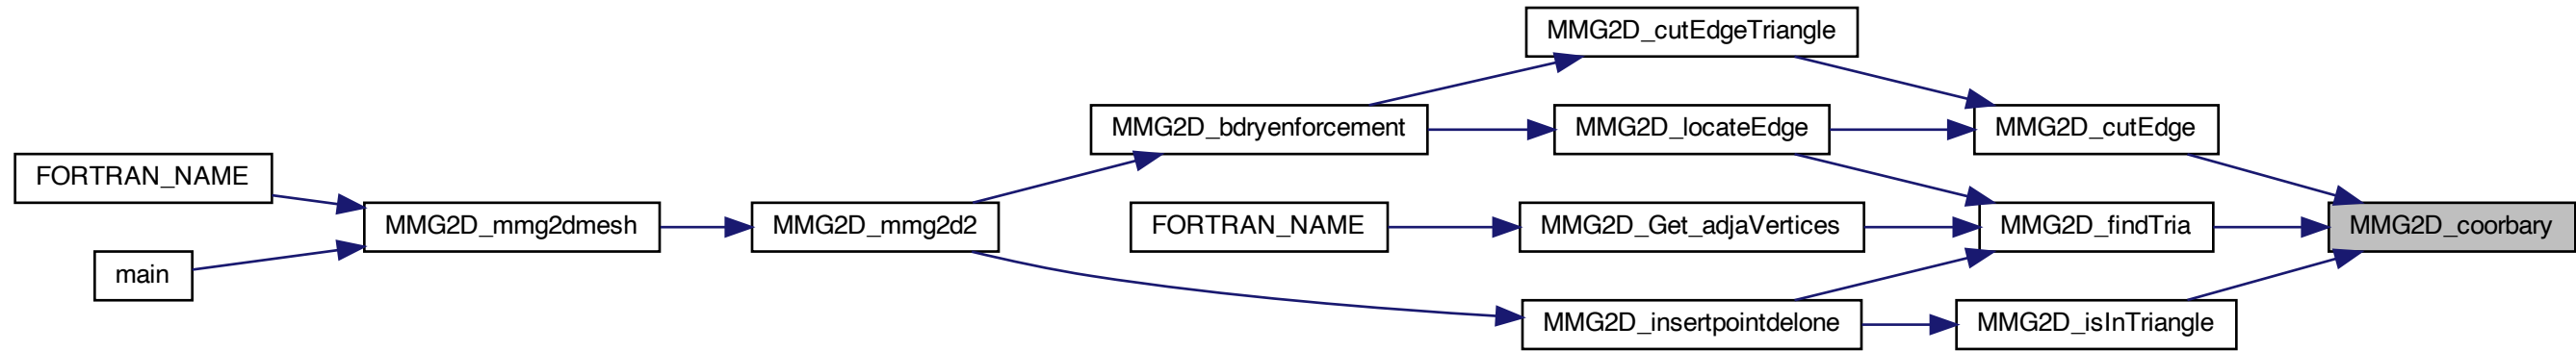 MMG2D_cutEdgeTriangle
MMG2D_bdryenforcement
MMG2D_locateEdge
MMG2D_cutEdge
FORTRAN_NAME
MMG2D_mmg2dmesh
MMG2D_mmg2d2
FORTRAN_NAME
MMG2D_Get_adjaVertices
MMG2D_findTria
MMG2D_coorbary
main
MMG2D_insertpointdelone
MMG2D_isInTriangle